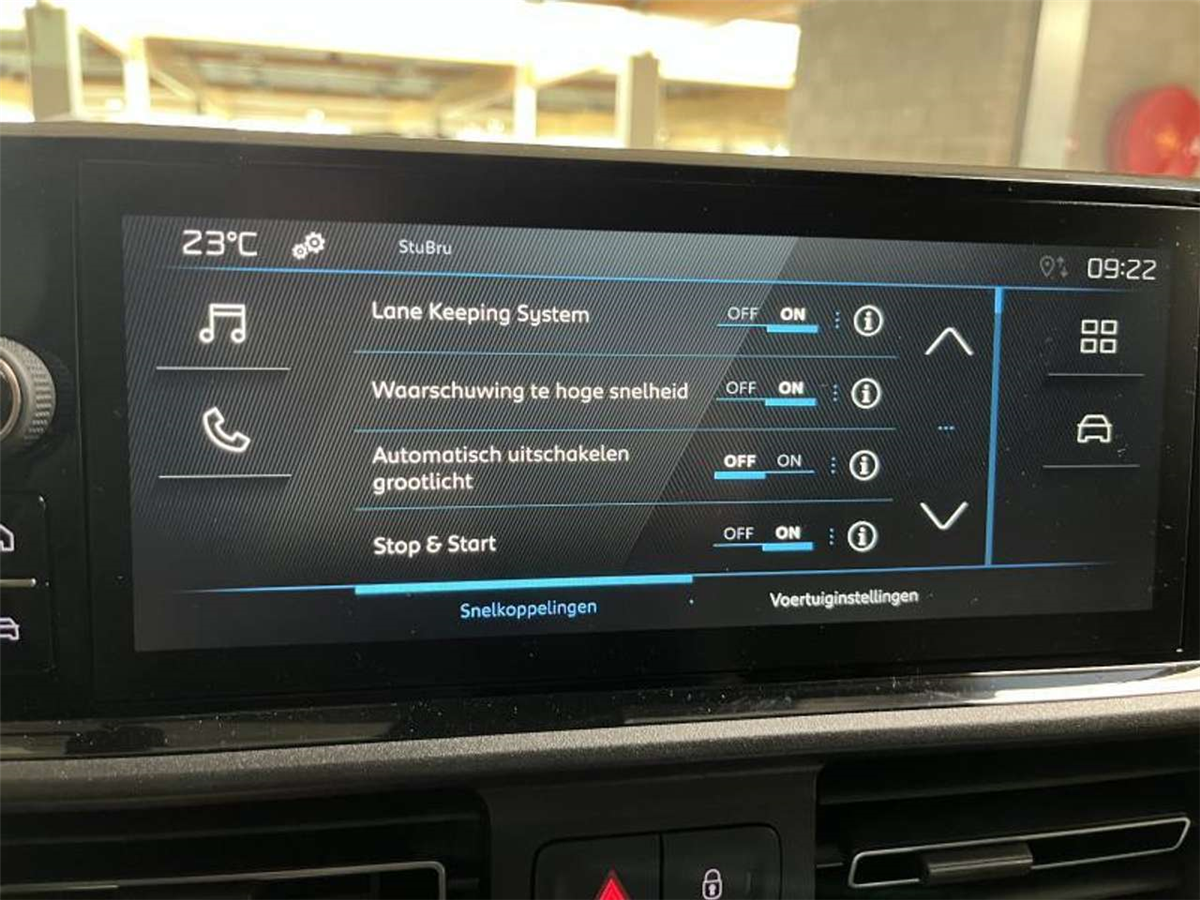 23°C StuBru 09:22
Lane Keeping System OFF ON
Waarschuwing te hoge snelheid OFF ON
Automatisch uitschakelen
grootlicht OFF ON
Stop & Start OFF ON
Snelkoppelingen Voertuiginstellingen